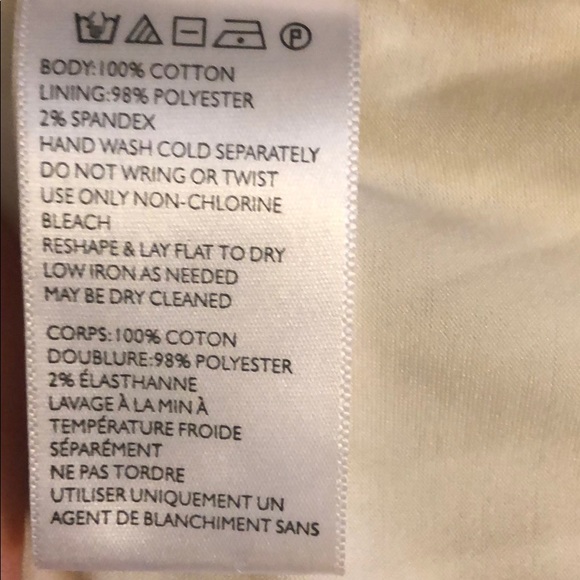 P
BODY:100% COTTON
LINING:98% POLYESTER
2% SPANDEX
HAND WASH COLD SEPARATELY
DO NOT WRING OR TWIST
USE ONLY NON-CHLORINE
BLEACH
RESHAPE & LAY FLAT TO DRY
LOW IRON AS NEEDED
MAY BE DRY CLEANED
CORPS:100% COTON
DOUBLURE:98% POLYESTER
2% ÉLASTHANNE
LAVAGE À LA MIN À
TEMPÉRATURE FROIDE
SÉPARÉMENT
NE PAS TORDRE
UTILISER UNIQUEMENT UN
AGENT DE BLANCHIMENT SANS